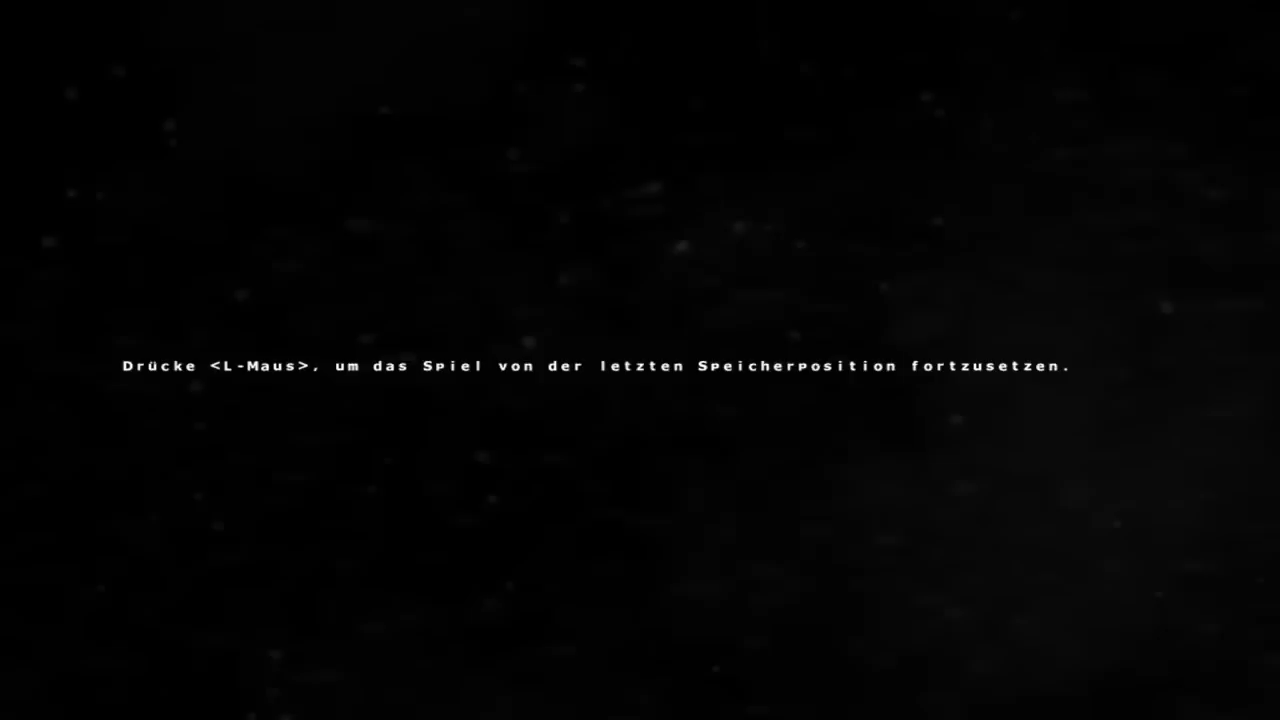 Drücke <L-Maus>, um das Spiel von der letzten Speicherposition fortzusetzen.